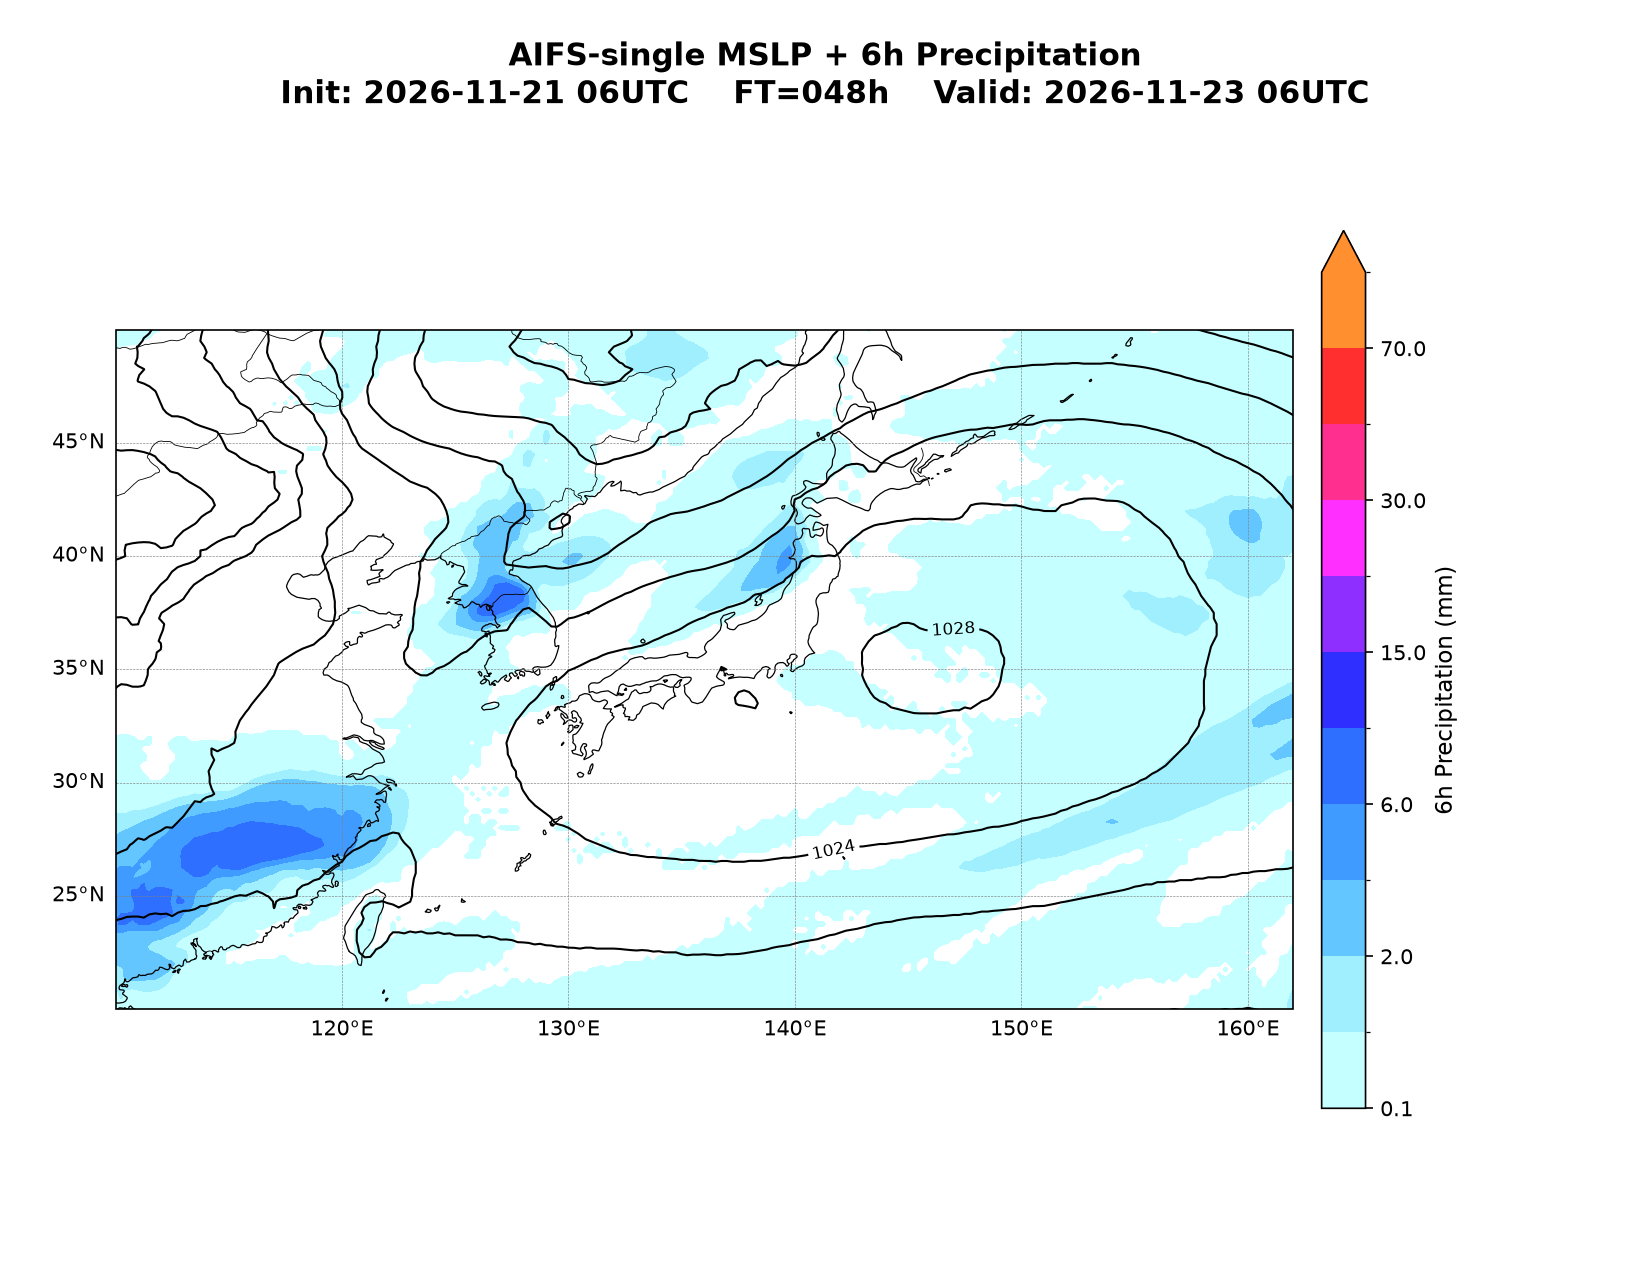 AIFS-single MSLP + 6h Precipitation
Init: 2026-11-21 06UTC    FT=048h    Valid: 2026-11-23 06UTC
45°N
40°N
35°N
30°N
25°N
120°E
130°E
140°E
150°E
160°E
1028
1024
70.0
30.0
15.0
6.0
2.0
0.1
6h Precipitation (mm)